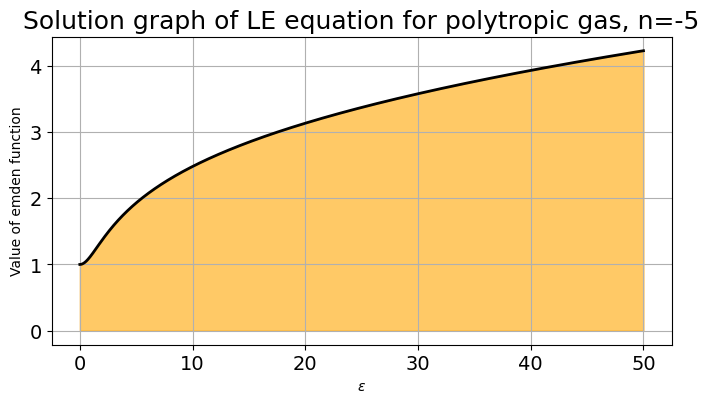 Solution graph of LE equation for polytropic gas, n=-5
Value of emden function
4
3
2
1
0
0 10 20 30 40 50
ε